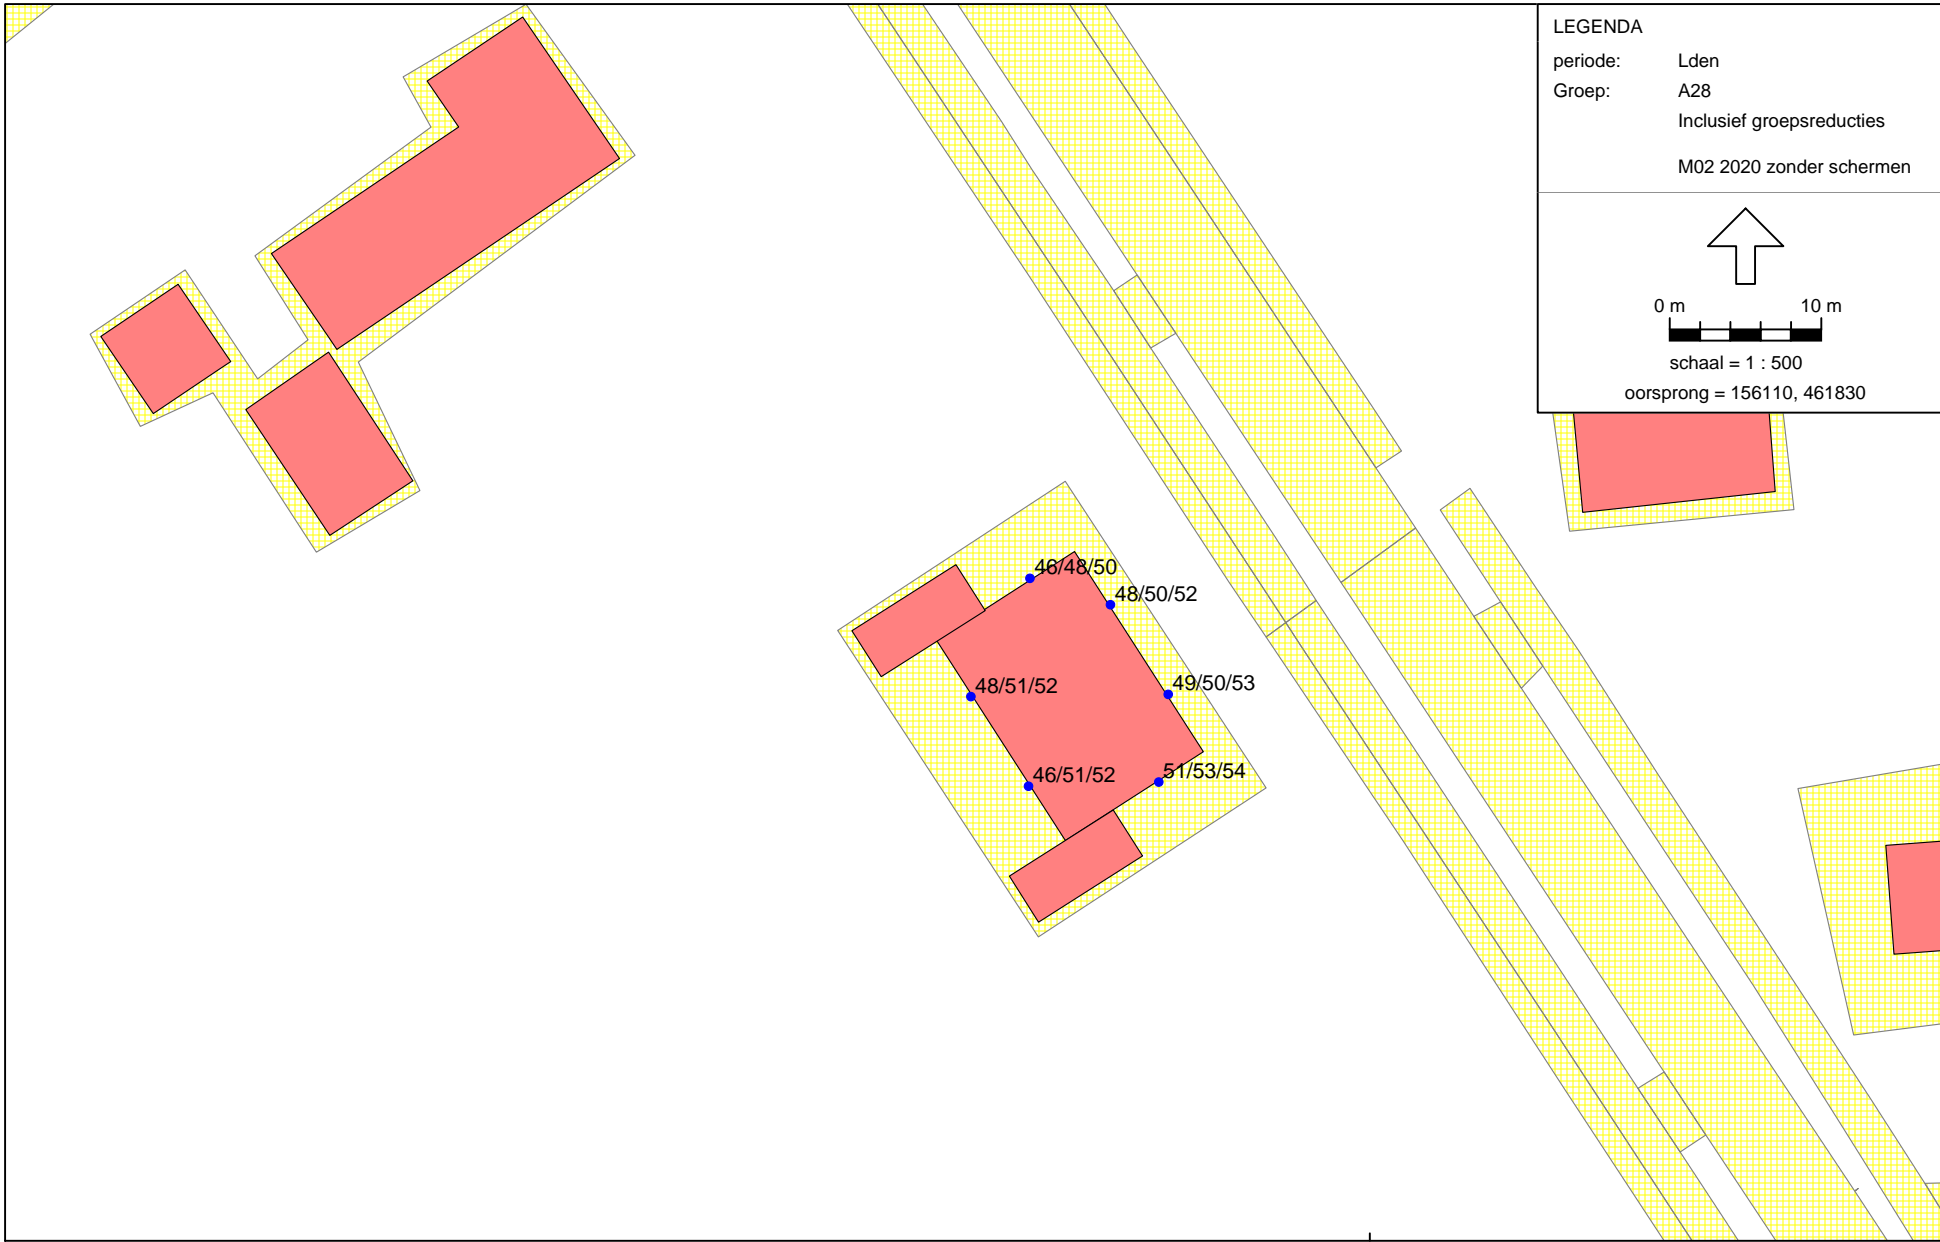 LEGENDA
periode: Lden
Groep: A28
Inclusief groepsreducties
M02 2020 zonder schermen
0 m 10 m
schaal = 1 : 500
oorsprong = 156110, 461830
46/48/50
48/50/52
48/51/52
49/50/53
46/51/52
51/53/54